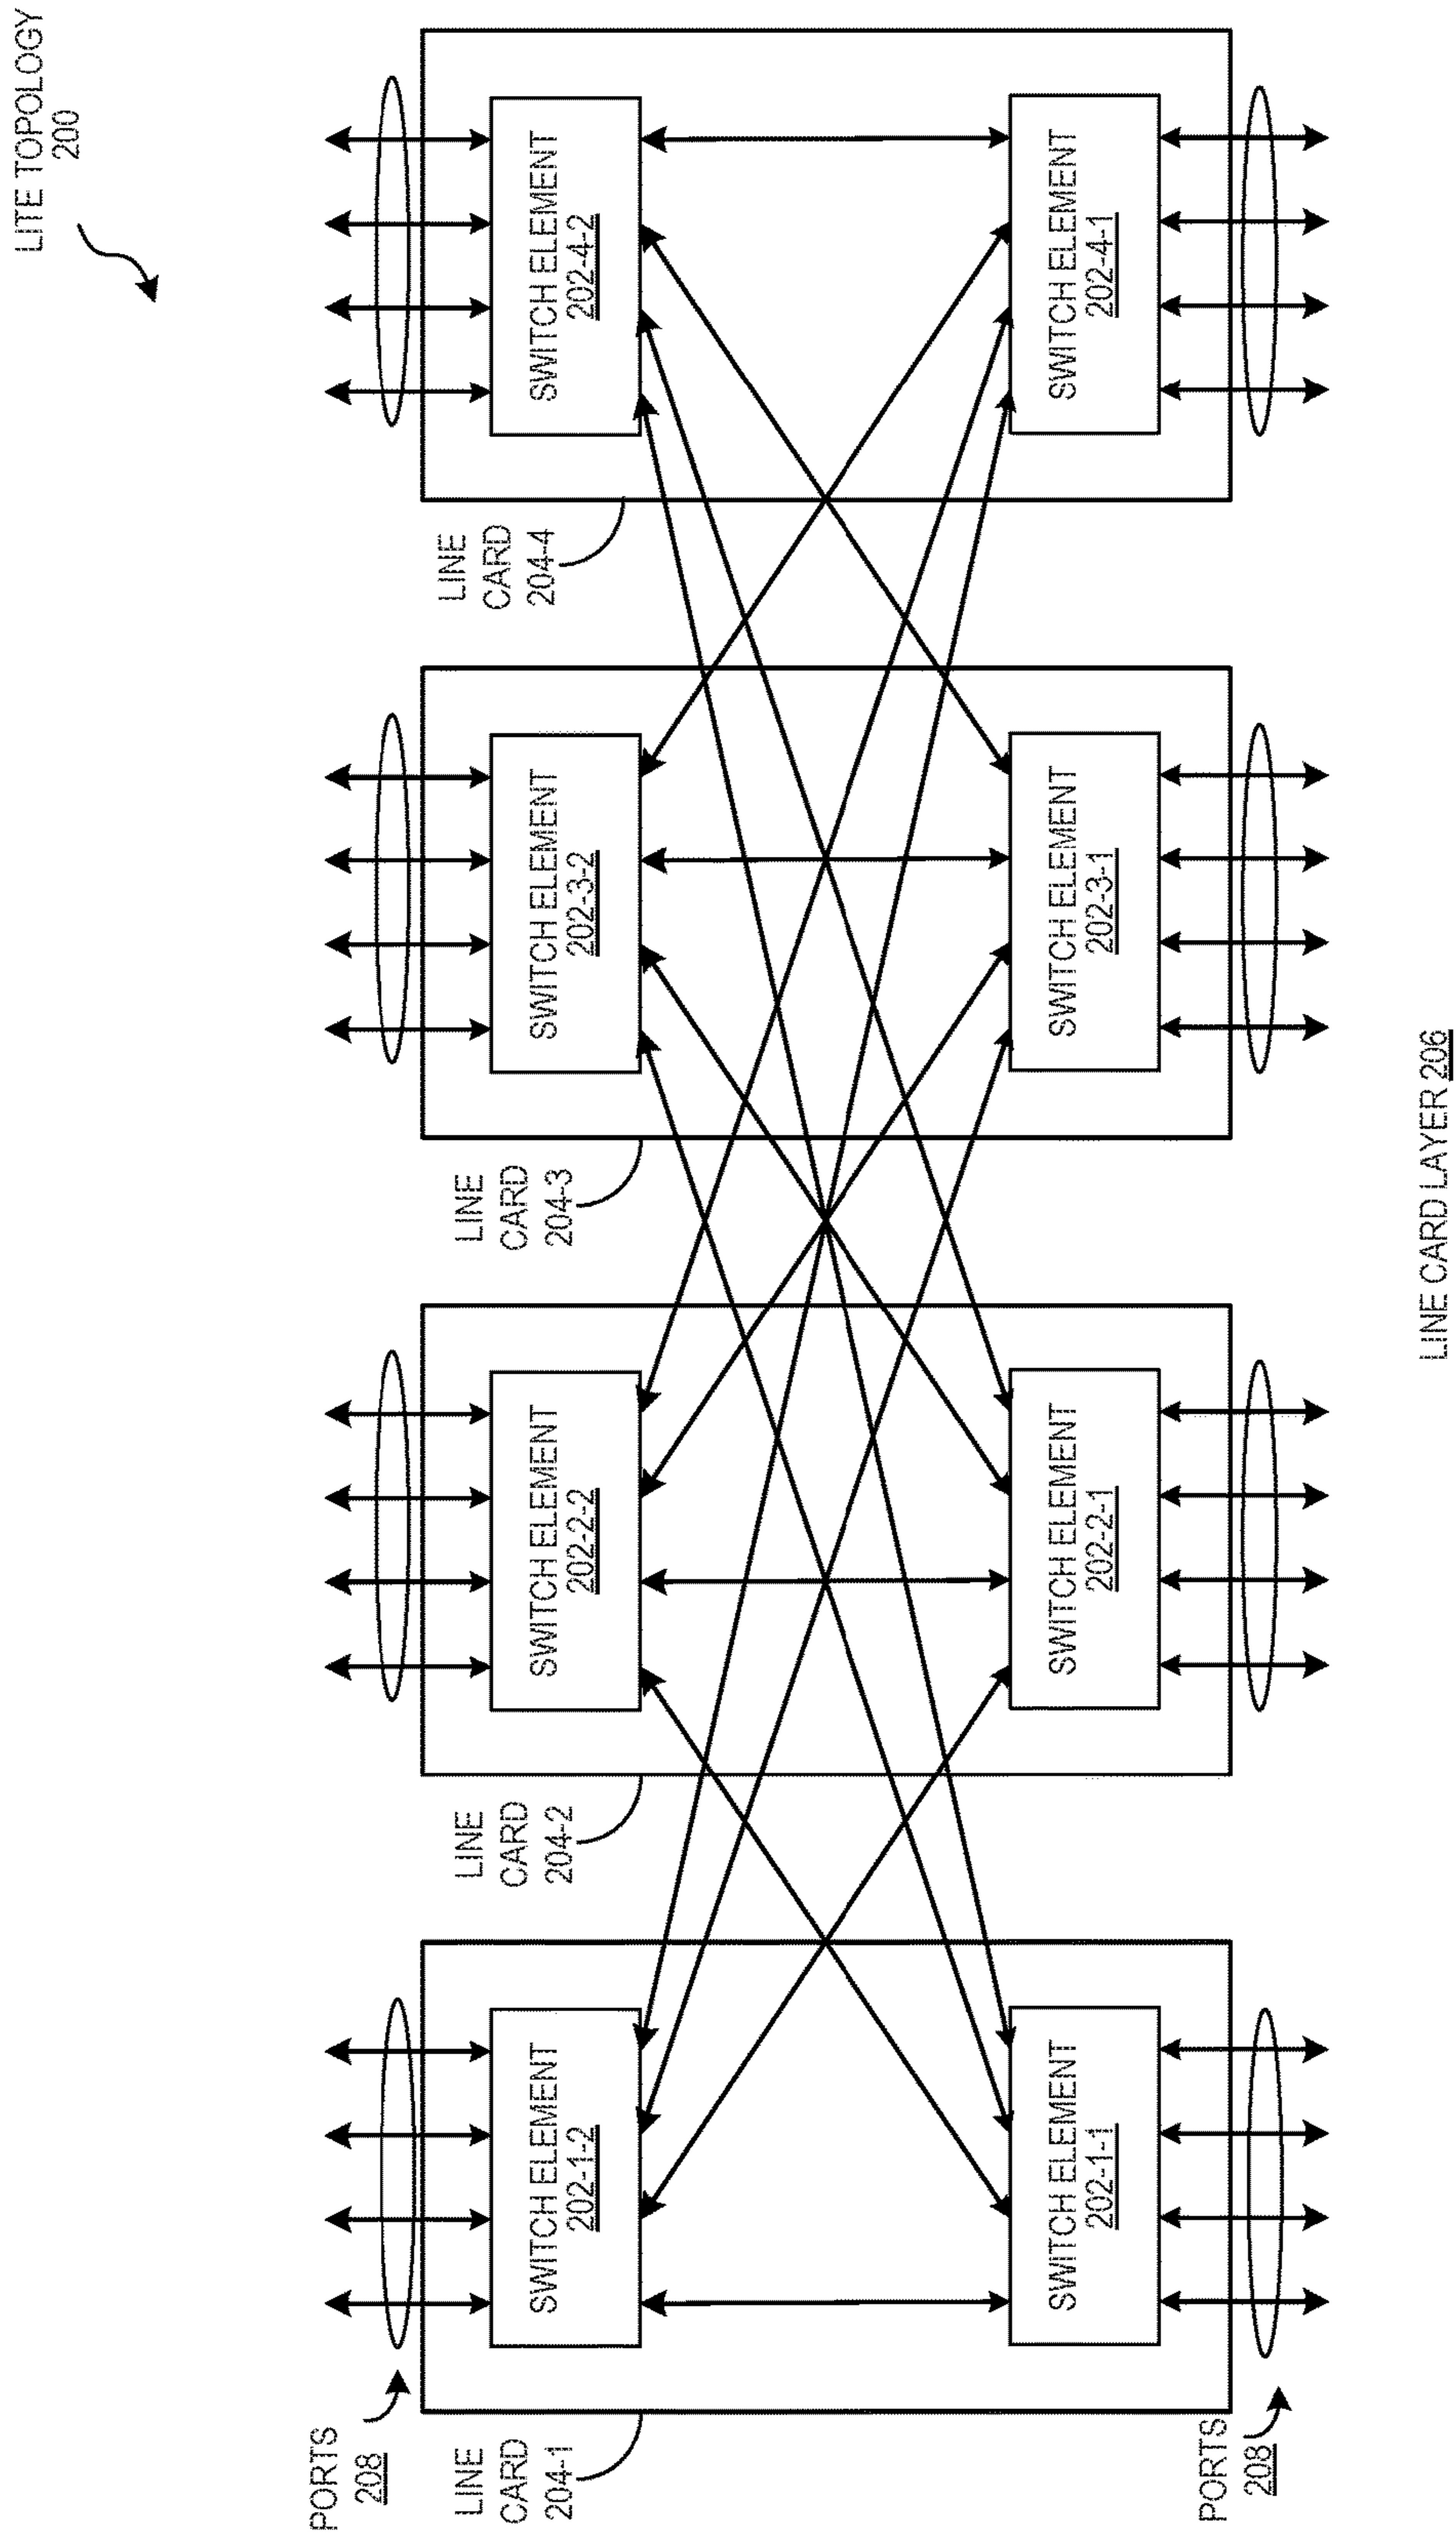 LITE TOPOLOGY
200
PORTS
208
LINE
CARD
204-1
SWITCH ELEMENT
202-1-2
SWITCH ELEMENT
202-1-1
PORTS
208
LINE
CARD
204-2
SWITCH ELEMENT
202-2-2
SWITCH ELEMENT
202-2-1
LINE
CARD
204-3
SWITCH ELEMENT
202-3-2
SWITCH ELEMENT
202-3-1
LINE
CARD
204-4
SWITCH ELEMENT
202-4-2
SWITCH ELEMENT
202-4-1
LINE CARD LAYER 206